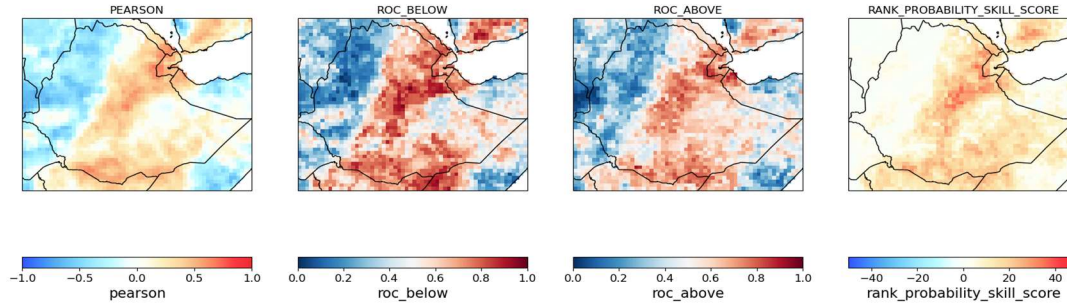 PEARSON
ROC_BELOW
ROC_ABOVE
RANK_PROBABILITY_SKILL_SCORE
−1.0 −0.5 0.0 0.5 1.0
pearson
0.0 0.2 0.4 0.6 0.8 1.0
roc_below
0.0 0.2 0.4 0.6 0.8 1.0
roc_above
−40 −20 0 20 40
rank_probability_skill_score